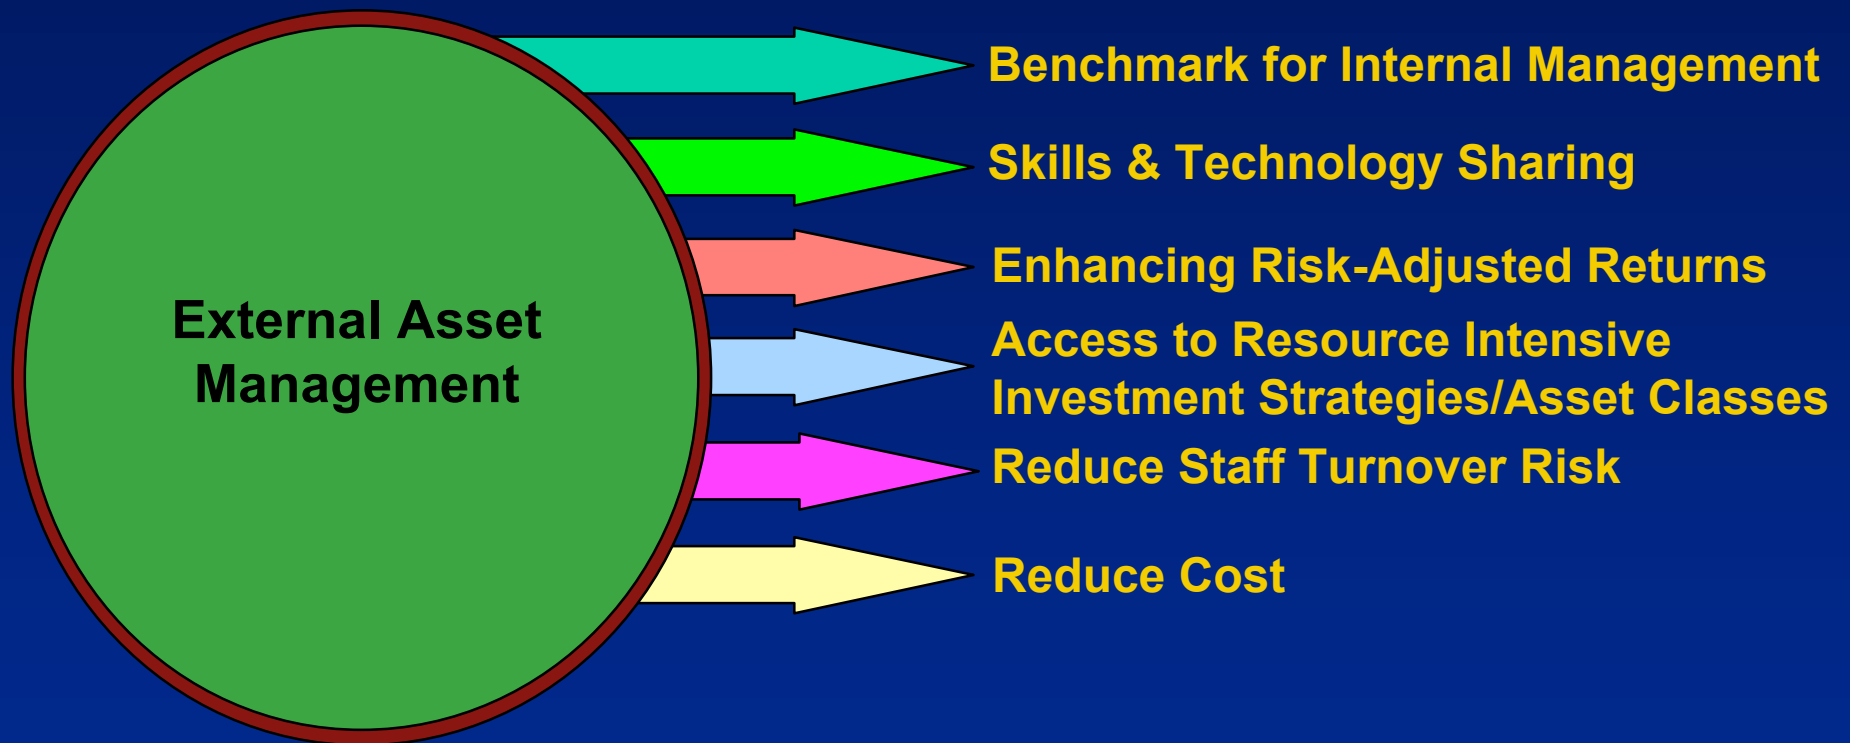 External Asset
Management
Benchmark for Internal Management
Skills & Technology Sharing
Enhancing Risk-Adjusted Returns
Access to Resource Intensive
Investment Strategies/Asset Classes
Reduce Staff Turnover Risk
Reduce Cost